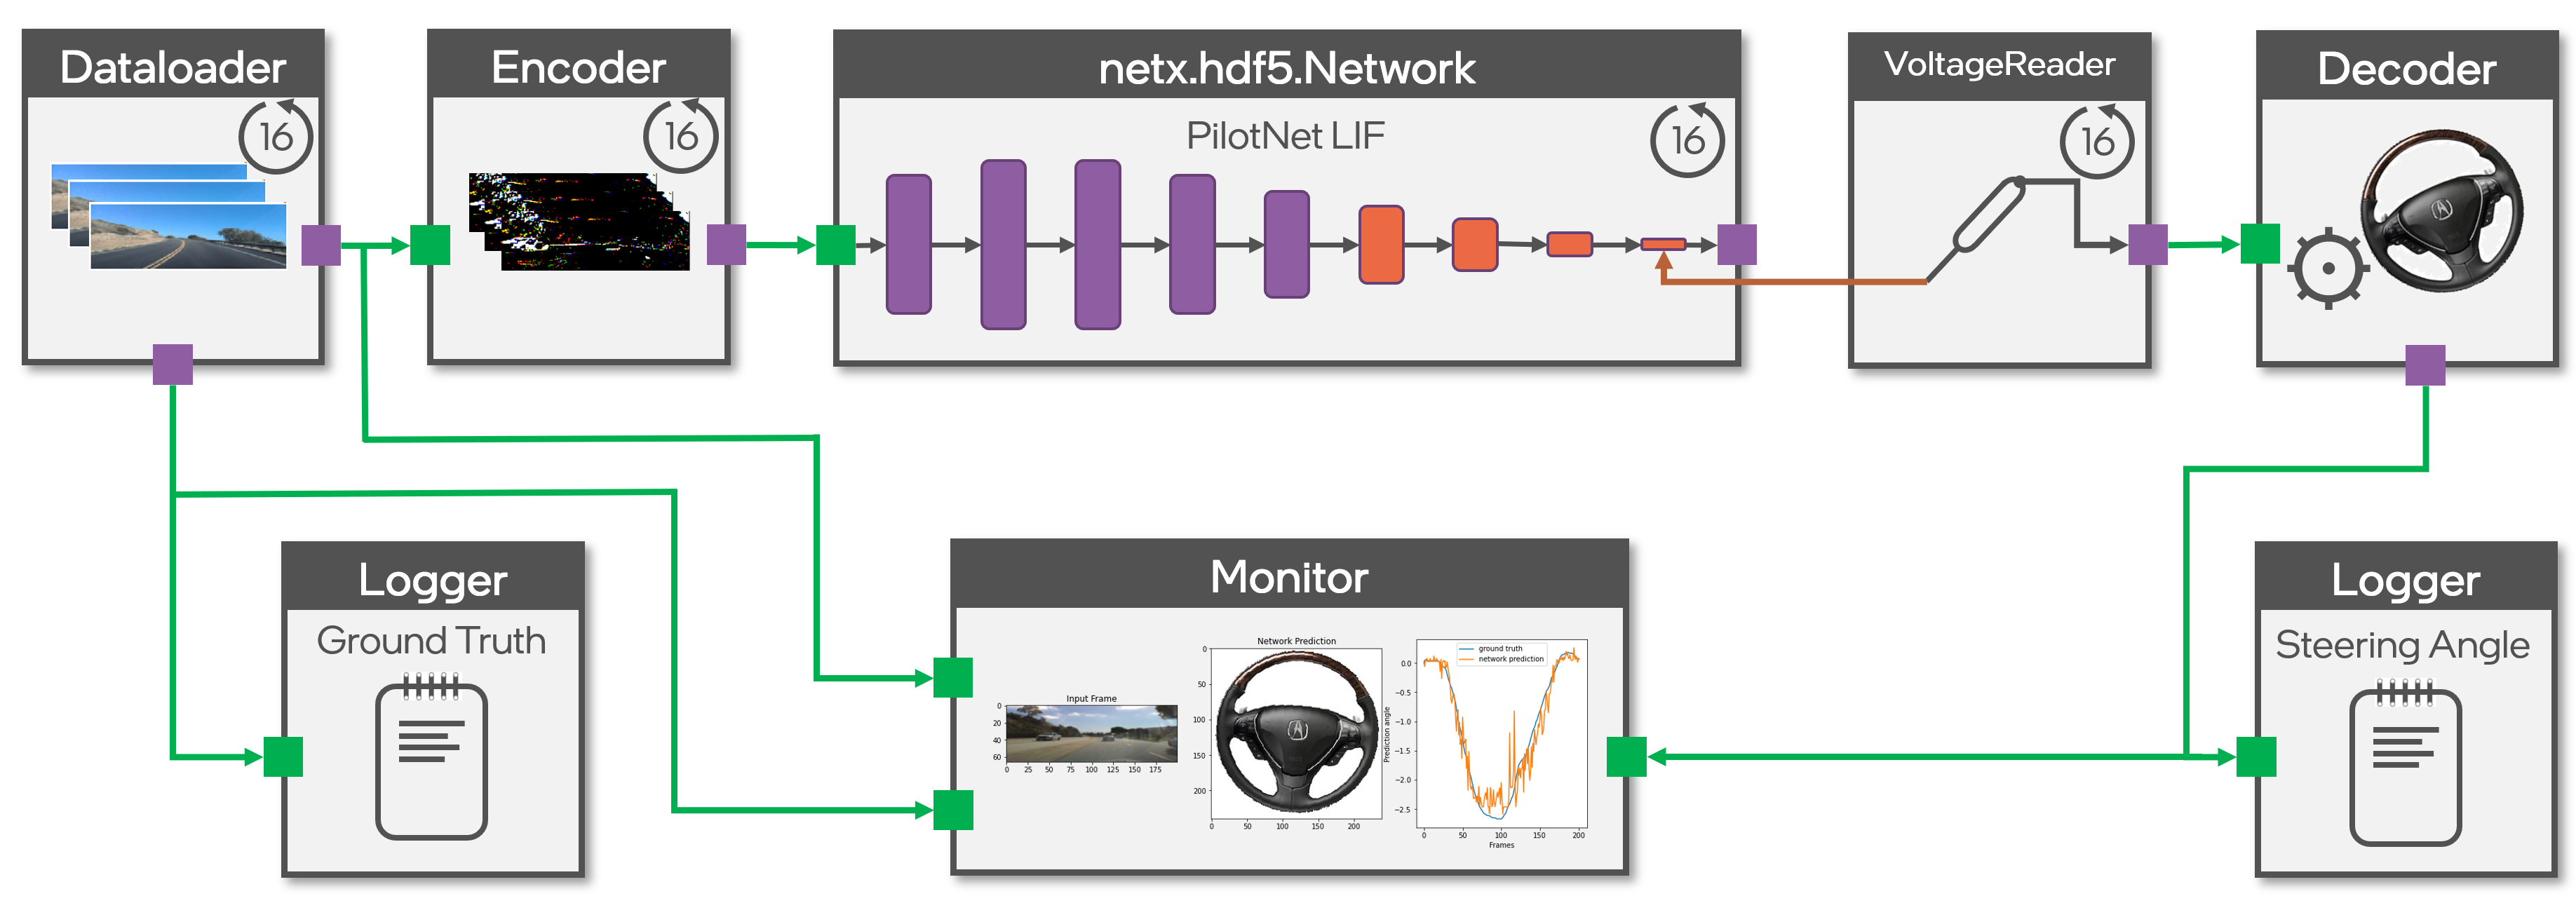 Dataloader
16
Encoder
16
netx.hdf5.Network
PilotNet LIF
16
VoltageReader
16
Decoder
Logger
Ground Truth
Monitor
Input Frame
0
20
40
60
0 25 50 75 100 125 150 175
Network Prediction
0
50
100
150
200
0 50 100 150 200
ground truth
network prediction
Prediction angle
0.0
−0.5
−1.0
−1.5
−2.0
−2.5
0 50 100 150 200
Frames
Logger
Steering Angle